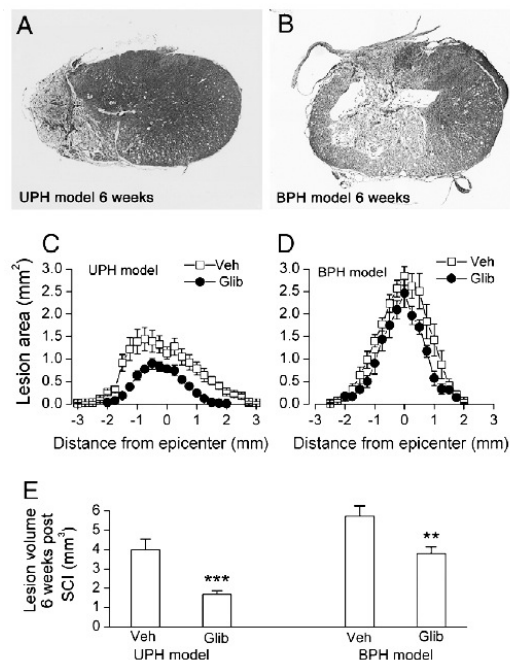 A
UPH model 6 weeks
B
BPH model 6 weeks
C
UPH model
Veh
Glib
Lesion area (mm2)
3.0
2.5
2.0
1.5
1.0
0.5
0.0
-3 -2 -1 0 1 2 3
Distance from epicenter (mm)
D
BPH model
Veh
Glib
3.0
2.5
2.0
1.5
1.0
0.5
0.0
-3 -2 -1 0 1 2 3
Distance from epicenter (mm)
E
Lesion volume
6 weeks post
SCI (mm3)
6
5
4
3
2
1
0
***
**
Veh Glib Veh Glib
UPH model BPH model